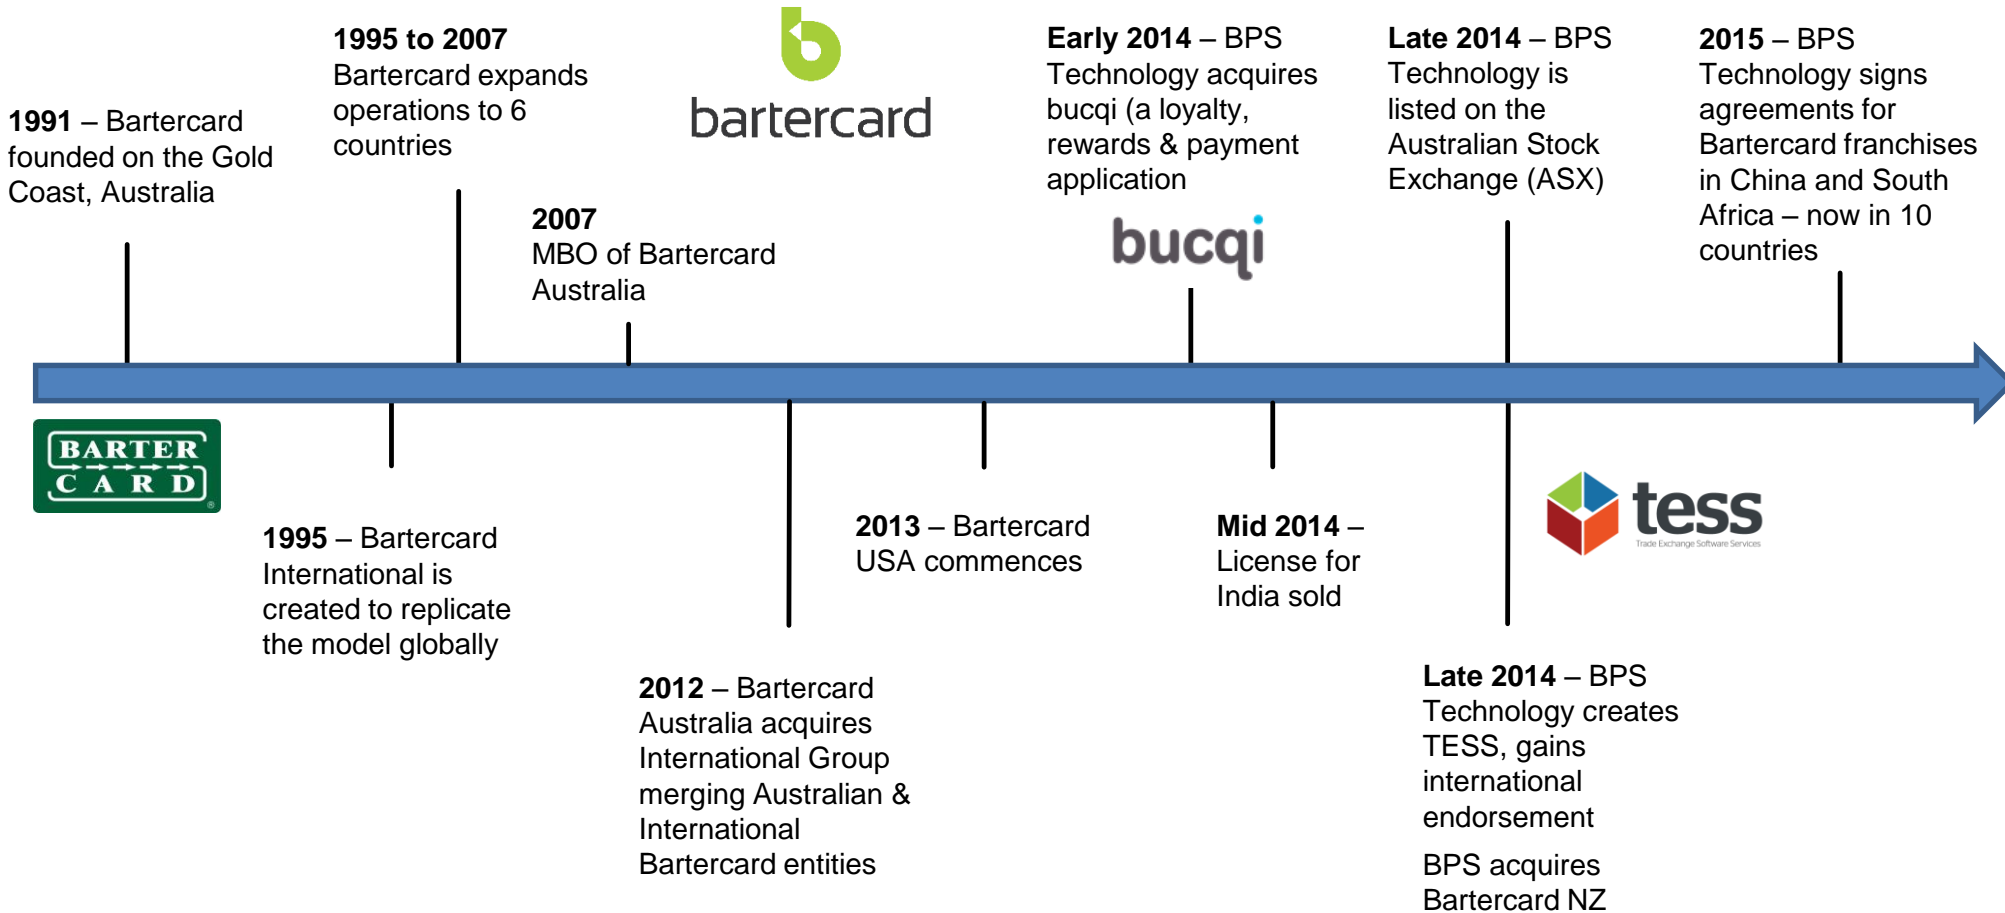 1991 – Bartercard
founded on the Gold
Coast, Australia
1995 to 2007
Bartercard expands
operations to 6
countries
bartercard
2007
MBO of Bartercard
Australia
Early 2014 – BPS
Technology acquires
bucqi (a loyalty,
rewards & payment
application
bucqi
Late 2014 – BPS
Technology is
listed on the
Australian Stock
Exchange (ASX)
2015 – BPS
Technology signs
agreements for
Bartercard franchises
in China and South
Africa – now in 10
countries
BARTER
CARD
®
1995 – Bartercard
International is
created to replicate
the model globally
2012 – Bartercard
Australia acquires
International Group
merging Australian &
International
Bartercard entities
2013 – Bartercard
USA commences
Mid 2014 –
License for
India sold
tess
Trade Exchange Software Services
Late 2014 – BPS
Technology creates
TESS, gains
international
endorsement
BPS acquires
Bartercard NZ